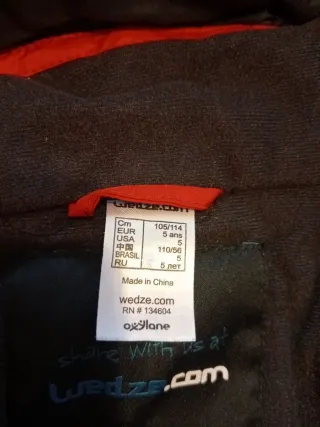 wedze.com
Cm 105/114
EUR 5 ans
USA 5
中国 110/56
BRASIL 5
RU 5 лет
Made in China
wedze.com
RN # 134604
oxylane
share with us at
wedze.com